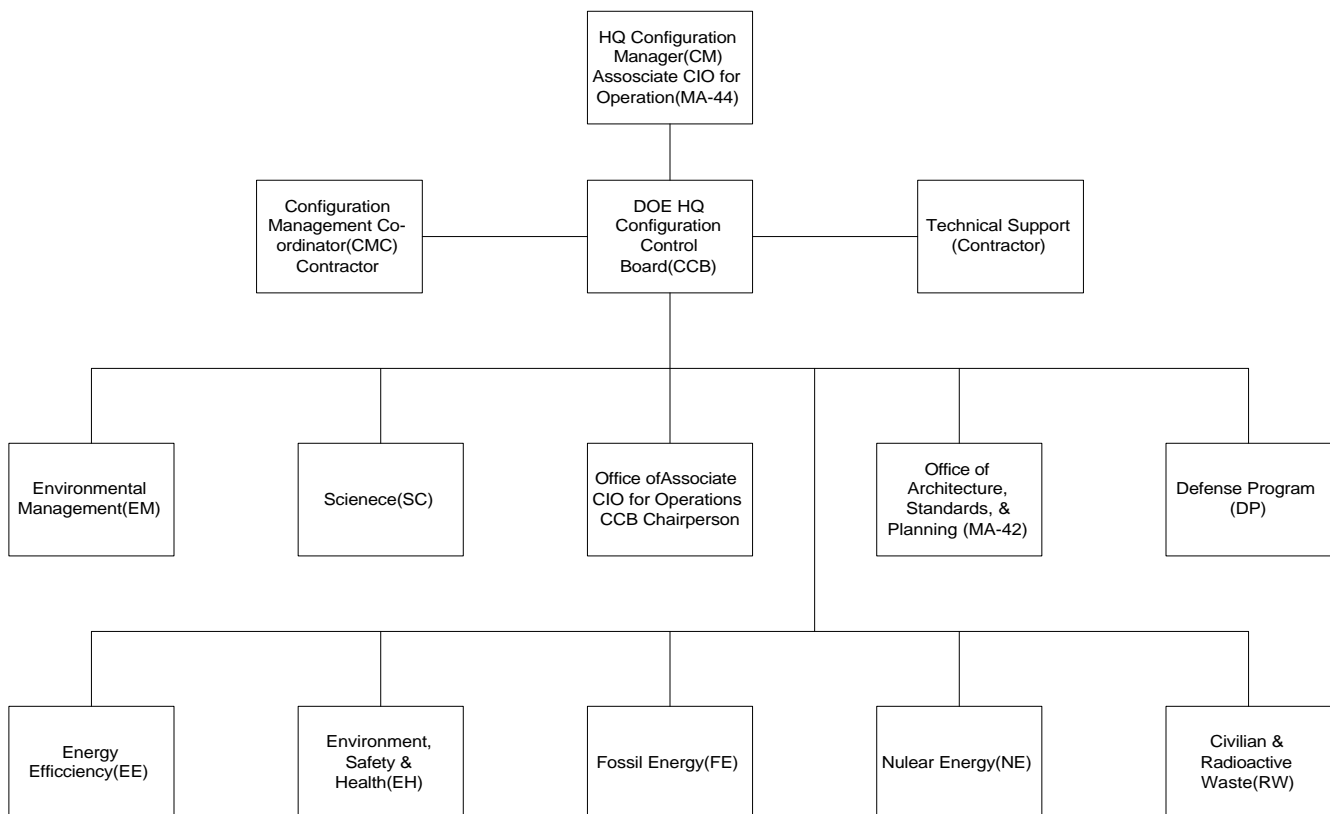 HQ Configuration
Manager(CM)
Assosciate CIO for
Operation(MA-44)
Configuration
Management Co-
ordinator(CMC)
Contractor
DOE HQ
Configuration
Control
Board(CCB)
Technical Support
(Contractor)
Environmental
Management(EM)
Scienece(SC)
Office ofAssociate
CIO for Operations
CCB Chairperson
Office of
Architecture,
Standards, &
Planning (MA-42)
Defense Program
(DP)
Energy
Efficciency(EE)
Environment,
Safety &
Health(EH)
Fossil Energy(FE)
Nulear Energy(NE)
Civilian &
Radioactive
Waste(RW)